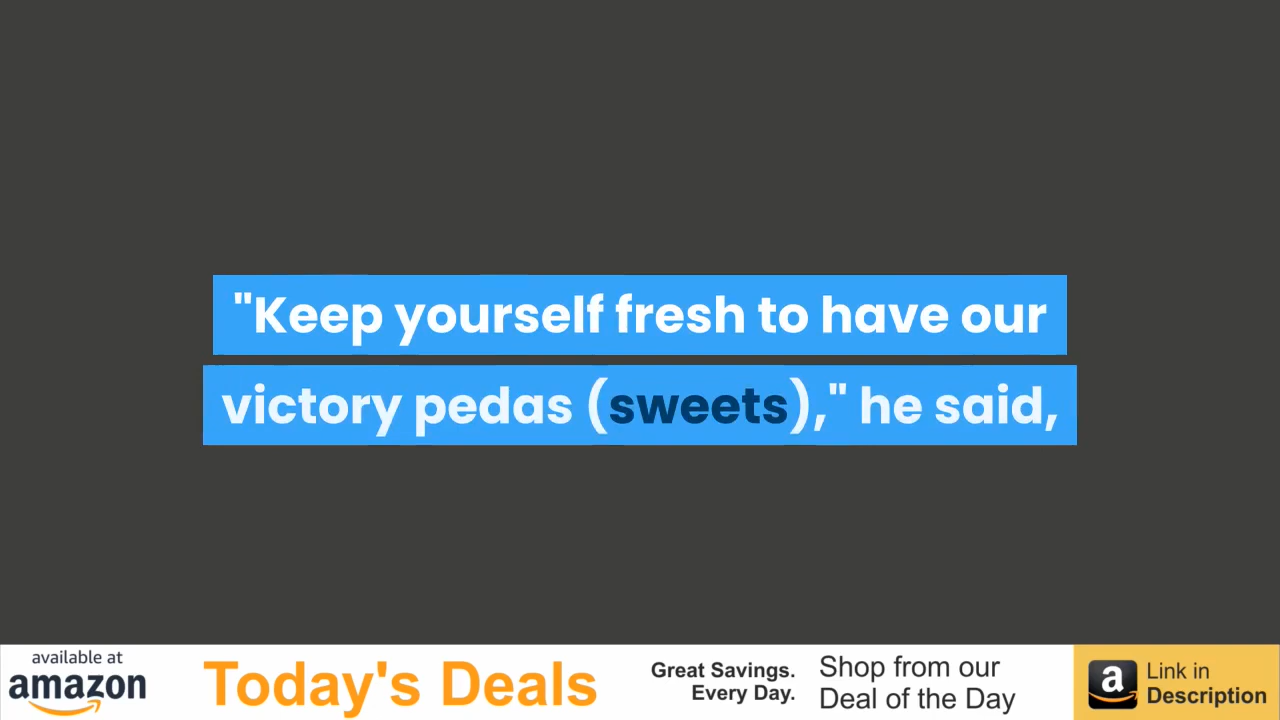 "Keep yourself fresh to have our
victory pedas (sweets)," he said,
available at
amazon
Today's Deals
Great Savings.
Every Day.
Shop from our
Deal of the Day
a
Link in
Description